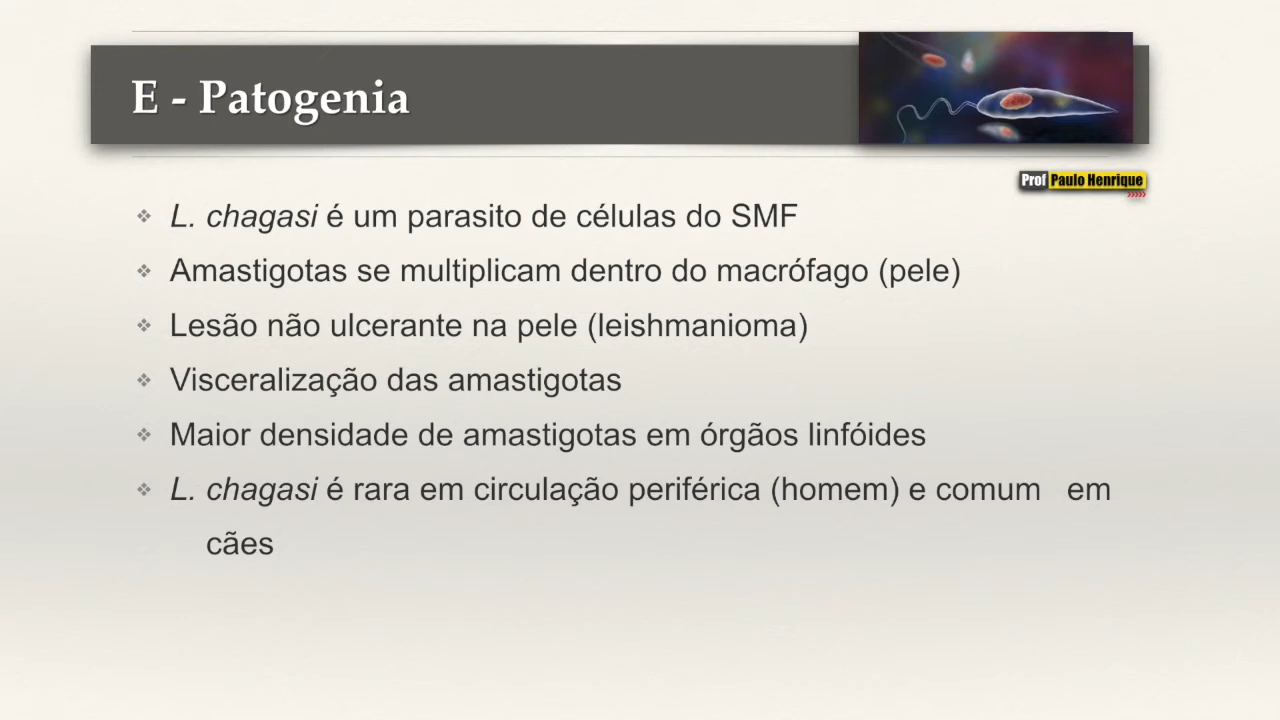 E - Patogenia
Prof Paulo Henrique
L. chagasi é um parasito de células do SMF
Amastigotas se multiplicam dentro do macrófago (pele)
Lesão não ulcerante na pele (leishmanioma)
Visceralização das amastigotas
Maior densidade de amastigotas em órgãos linfóides
L. chagasi é rara em circulação periférica (homem) e comum em
cães